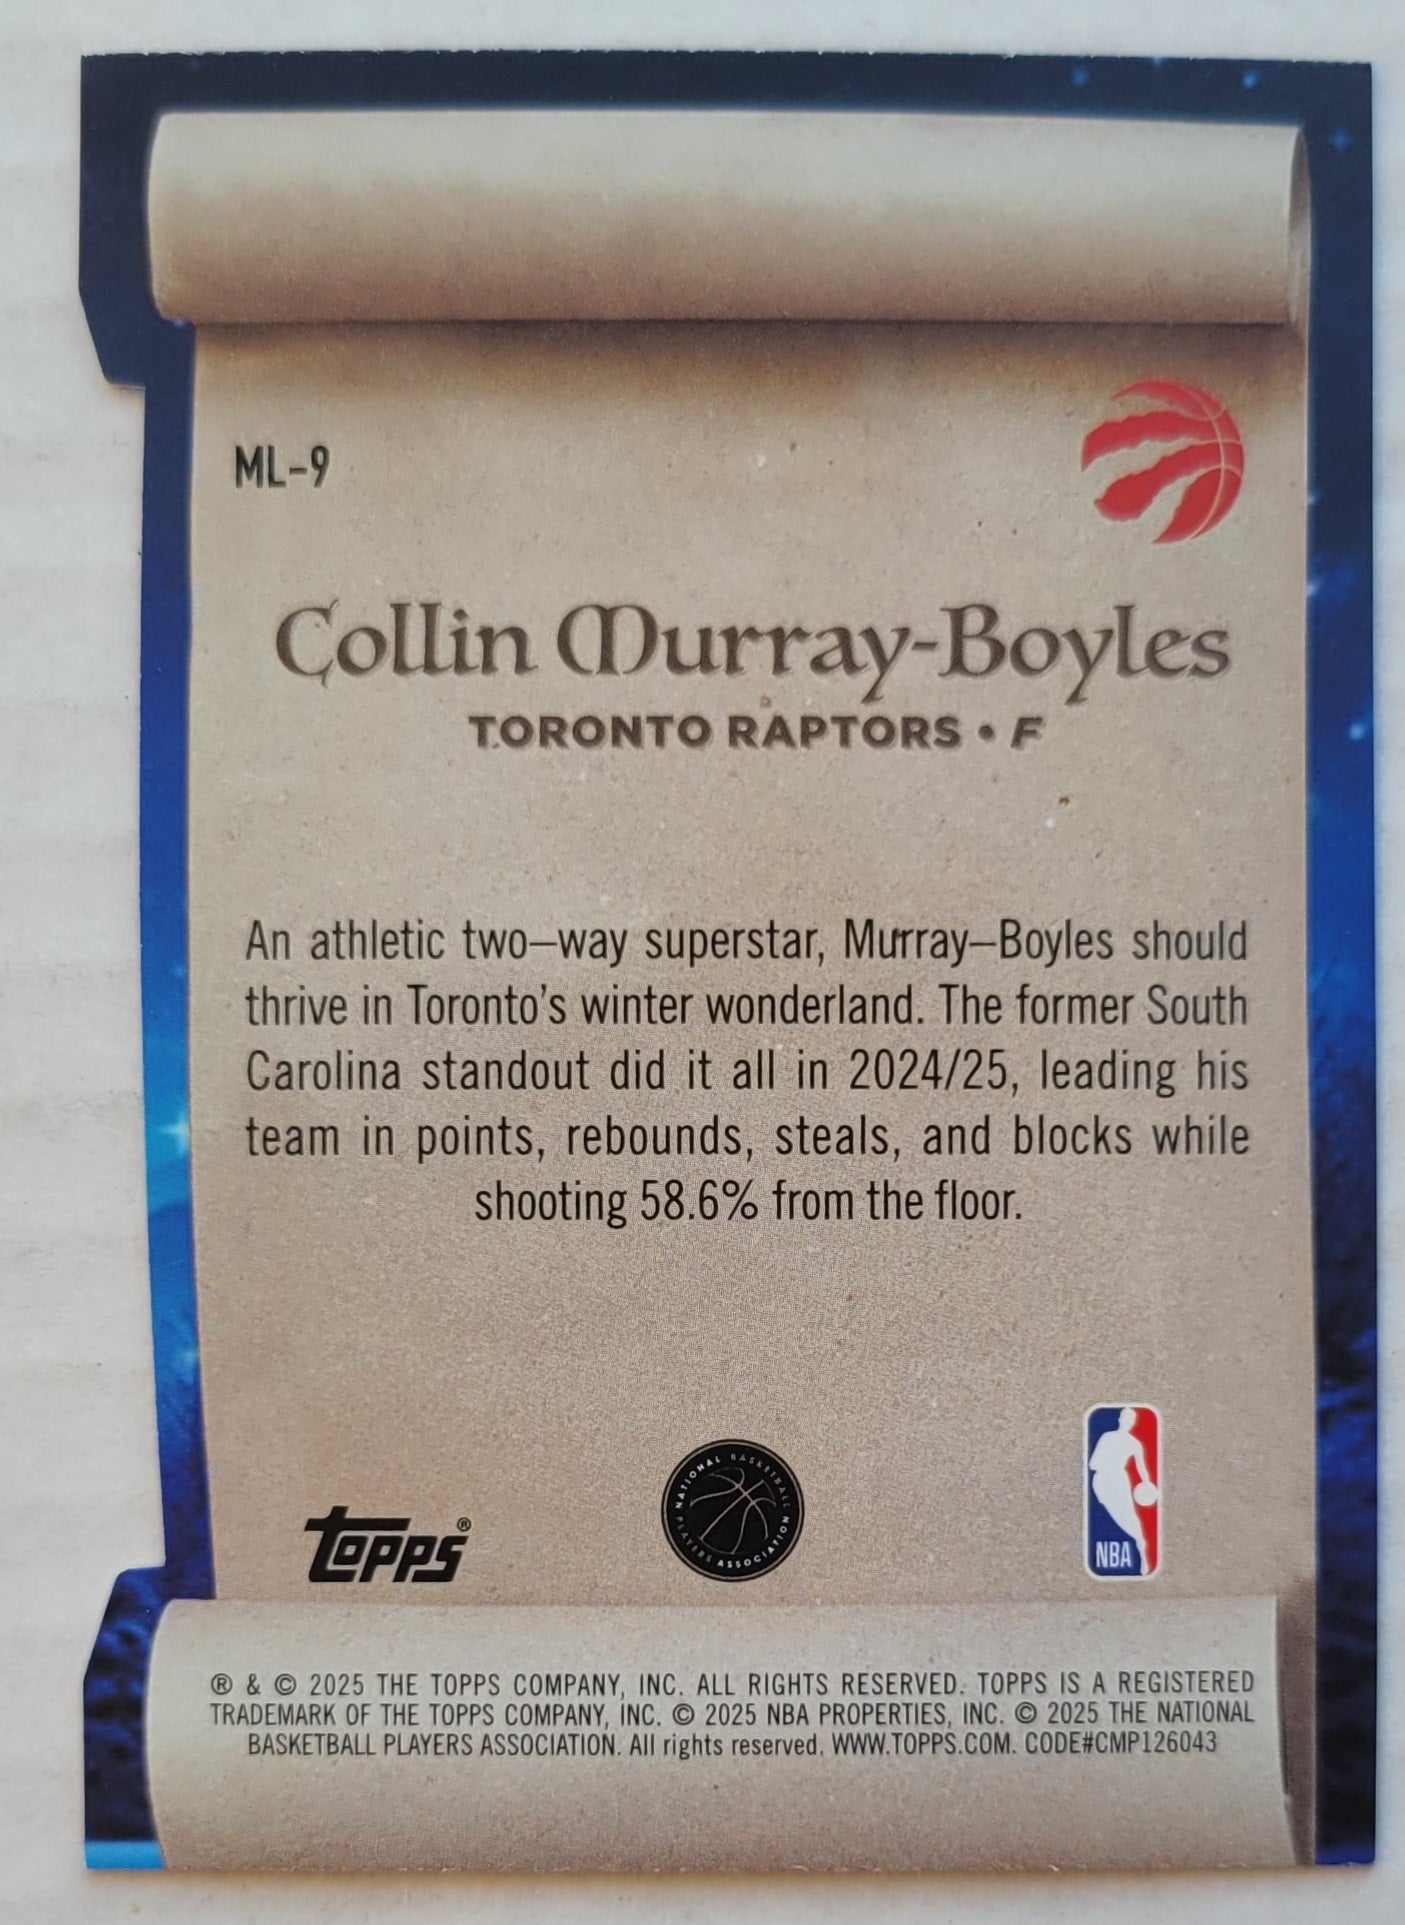 ML-9
Collin Murray-Boyles
TORONTO RAPTORS • F
An athletic two-way superstar, Murray-Boyles should
thrive in Toronto's winter wonderland. The former South
Carolina standout did it all in 2024/25, leading his
team in points, rebounds, steals, and blocks while
shooting 58.6% from the floor.
topps®
NATIONAL BASKETBALL
PLAYERS ASSOCIATION
NBA
® & © 2025 THE TOPPS COMPANY, INC. ALL RIGHTS RESERVED. TOPPS IS A REGISTERED
TRADEMARK OF THE TOPPS COMPANY, INC. © 2025 NBA PROPERTIES, INC. © 2025 THE NATIONAL
BASKETBALL PLAYERS ASSOCIATION. All rights reserved. WWW.TOPPS.COM. CODE#CMP126043